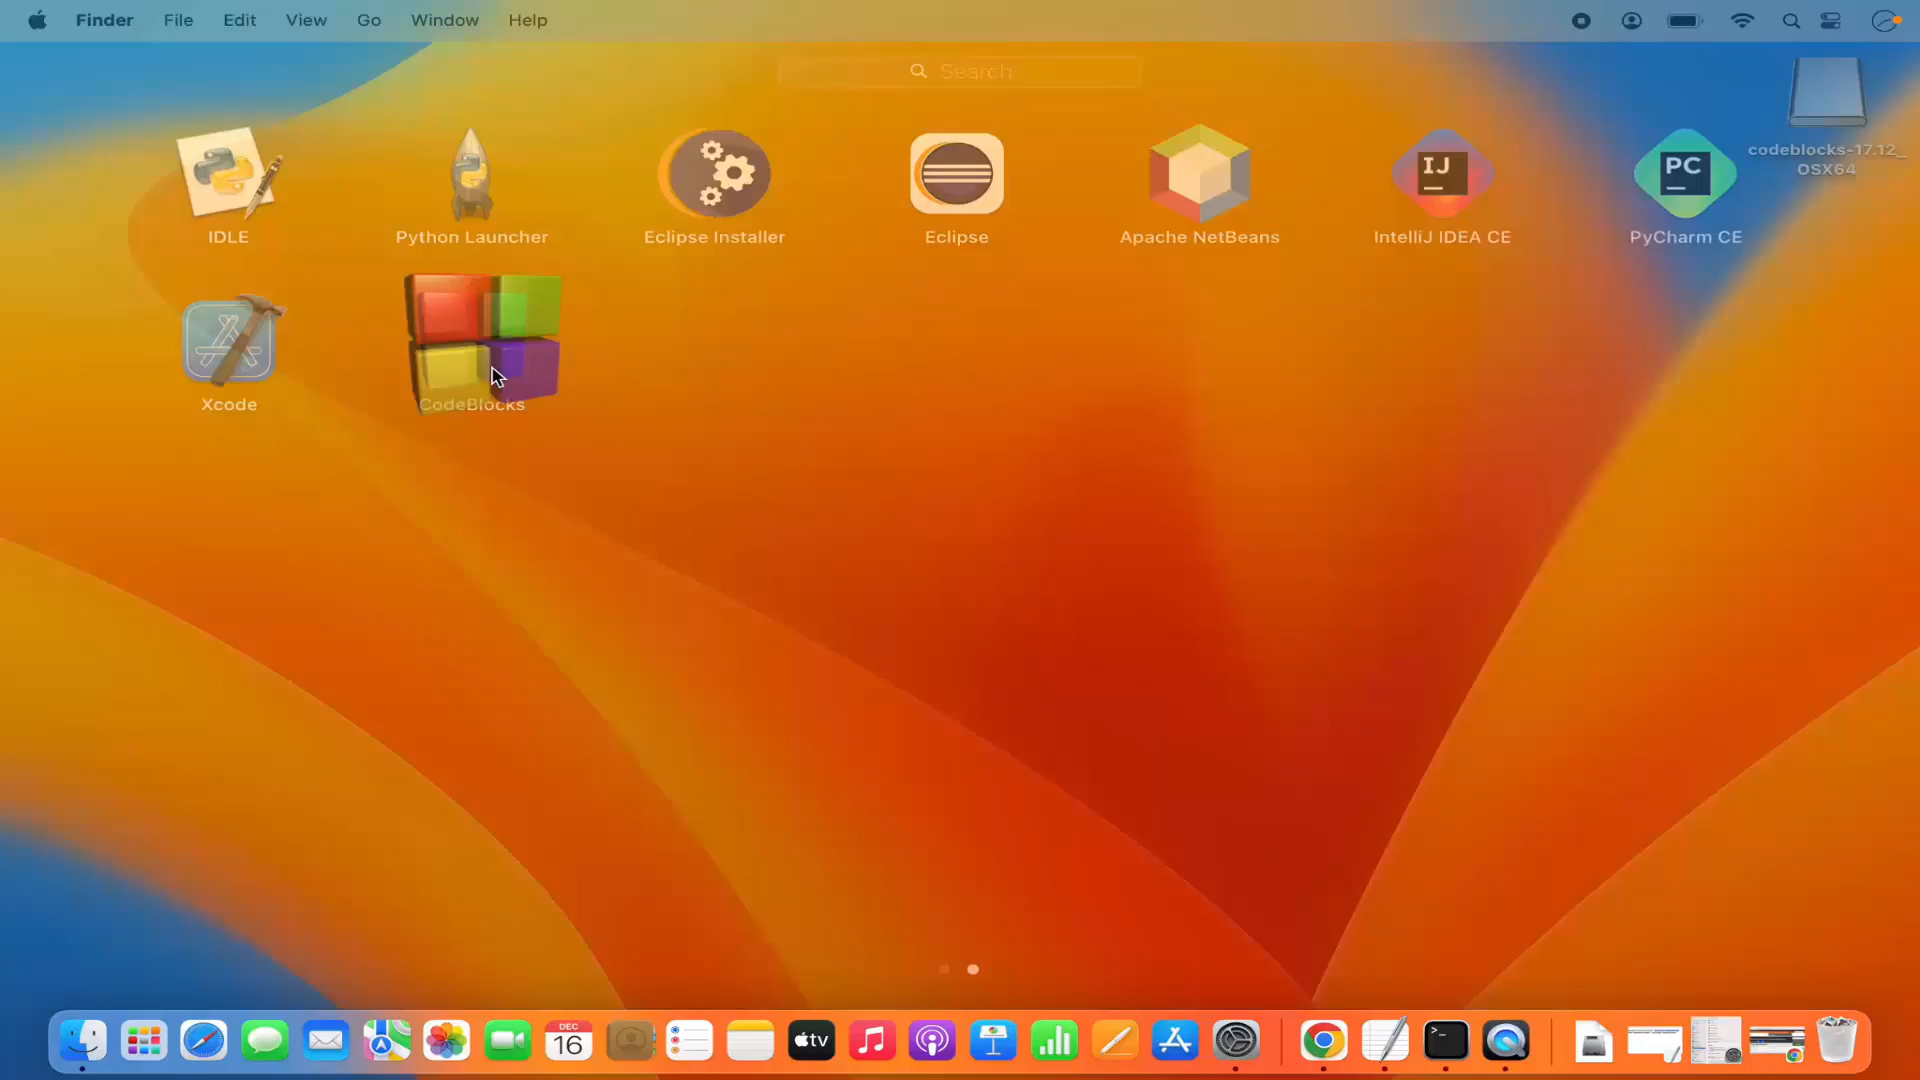 Finder File Edit View Go Window Help
Search
codeblocks-17.12_
OSX64
IJ
PC
IDLE Python Launcher Eclipse Installer Eclipse Apache NetBeans IntelliJ IDEA CE PyCharm CE
Xcode CodeBlocks
DEC
16
tv
>_